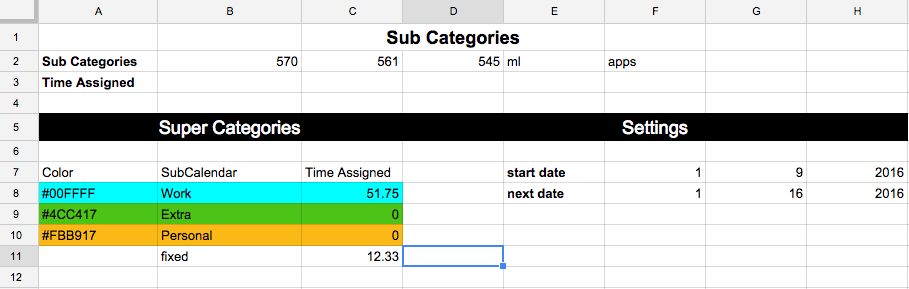 A B C D E F G H
1 Sub Categories
2 Sub Categories 570 561 545 ml apps
3 Time Assigned
4
5 Super Categories Settings
6
7 Color SubCalendar Time Assigned start date 1 9 2016
8 #00FFFF Work 51.75 next date 1 16 2016
9 #4CC417 Extra 0
10 #FBB917 Personal 0
11 fixed 12.33
12